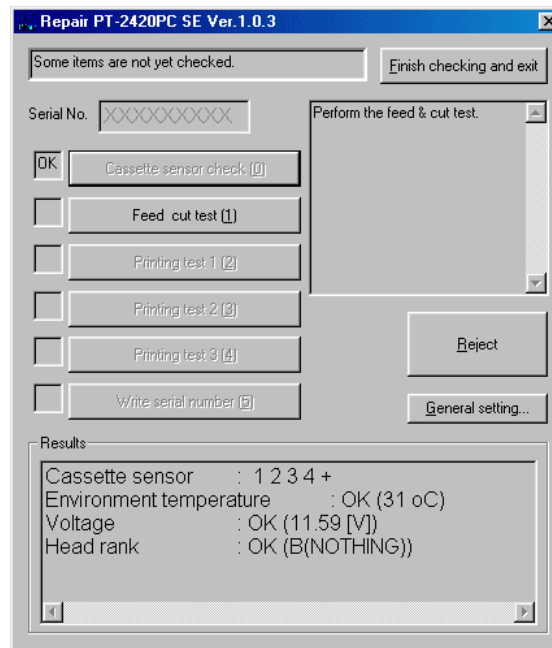 Repair PT-2420PC SE Ver.1.0.3
Some items are not yet checked.
Finish checking and exit
Serial No.
XXXXXXXXX
Perform the feed & cut test.
OK
Cassette sensor check (0)
Feed cut test (1)
Printing test 1 (2)
Printing test 2 (3)
Printing test 3 (4)
Write serial number (5)
Reject
General setting...
Results
Cassette sensor : 1 2 3 4 +
Environment temperature : OK (31 oC)
Voltage : OK (11.59 [V])
Head rank : OK (B(NOTHING))